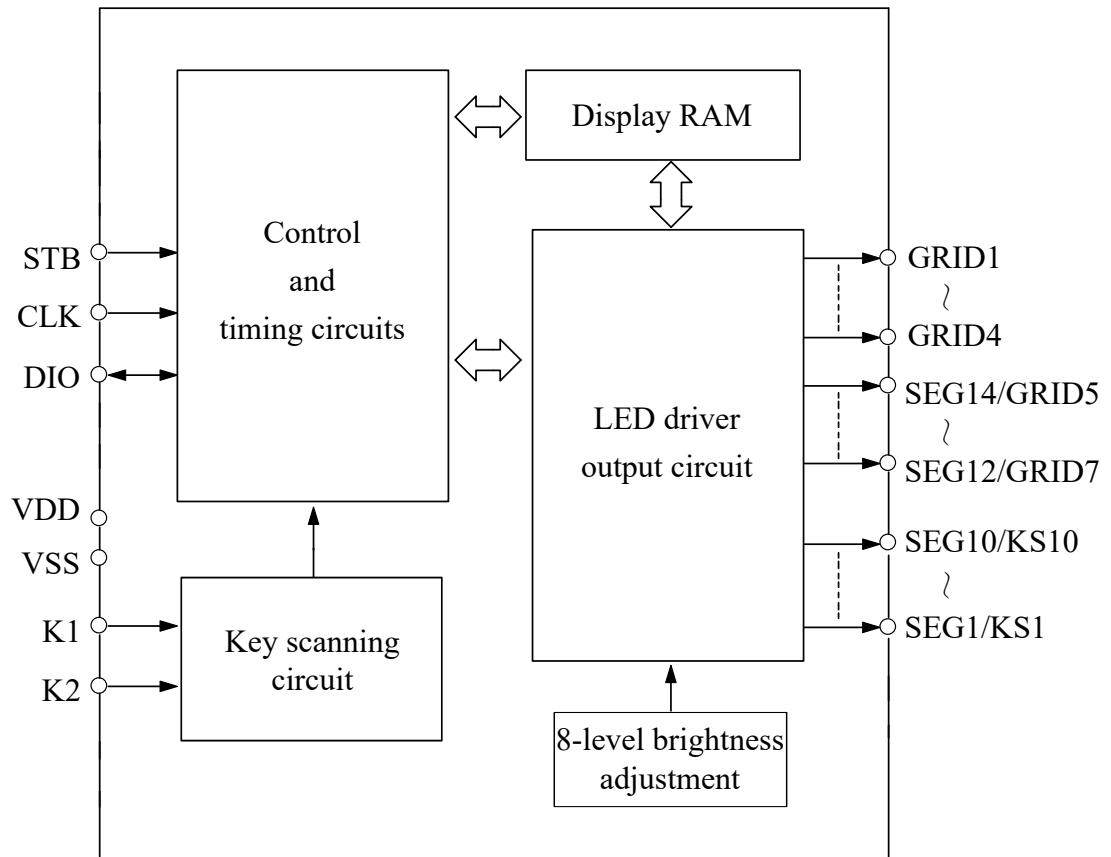 STB
CLK
DIO
VDD
VSS
K1
K2
Control
and
timing circuits
Key scanning
circuit
Display RAM
LED driver
output circuit
8-level brightness
adjustment
GRID1
~
GRID4
SEG14/GRID5
~
SEG12/GRID7
SEG10/KS10
~
SEG1/KS1